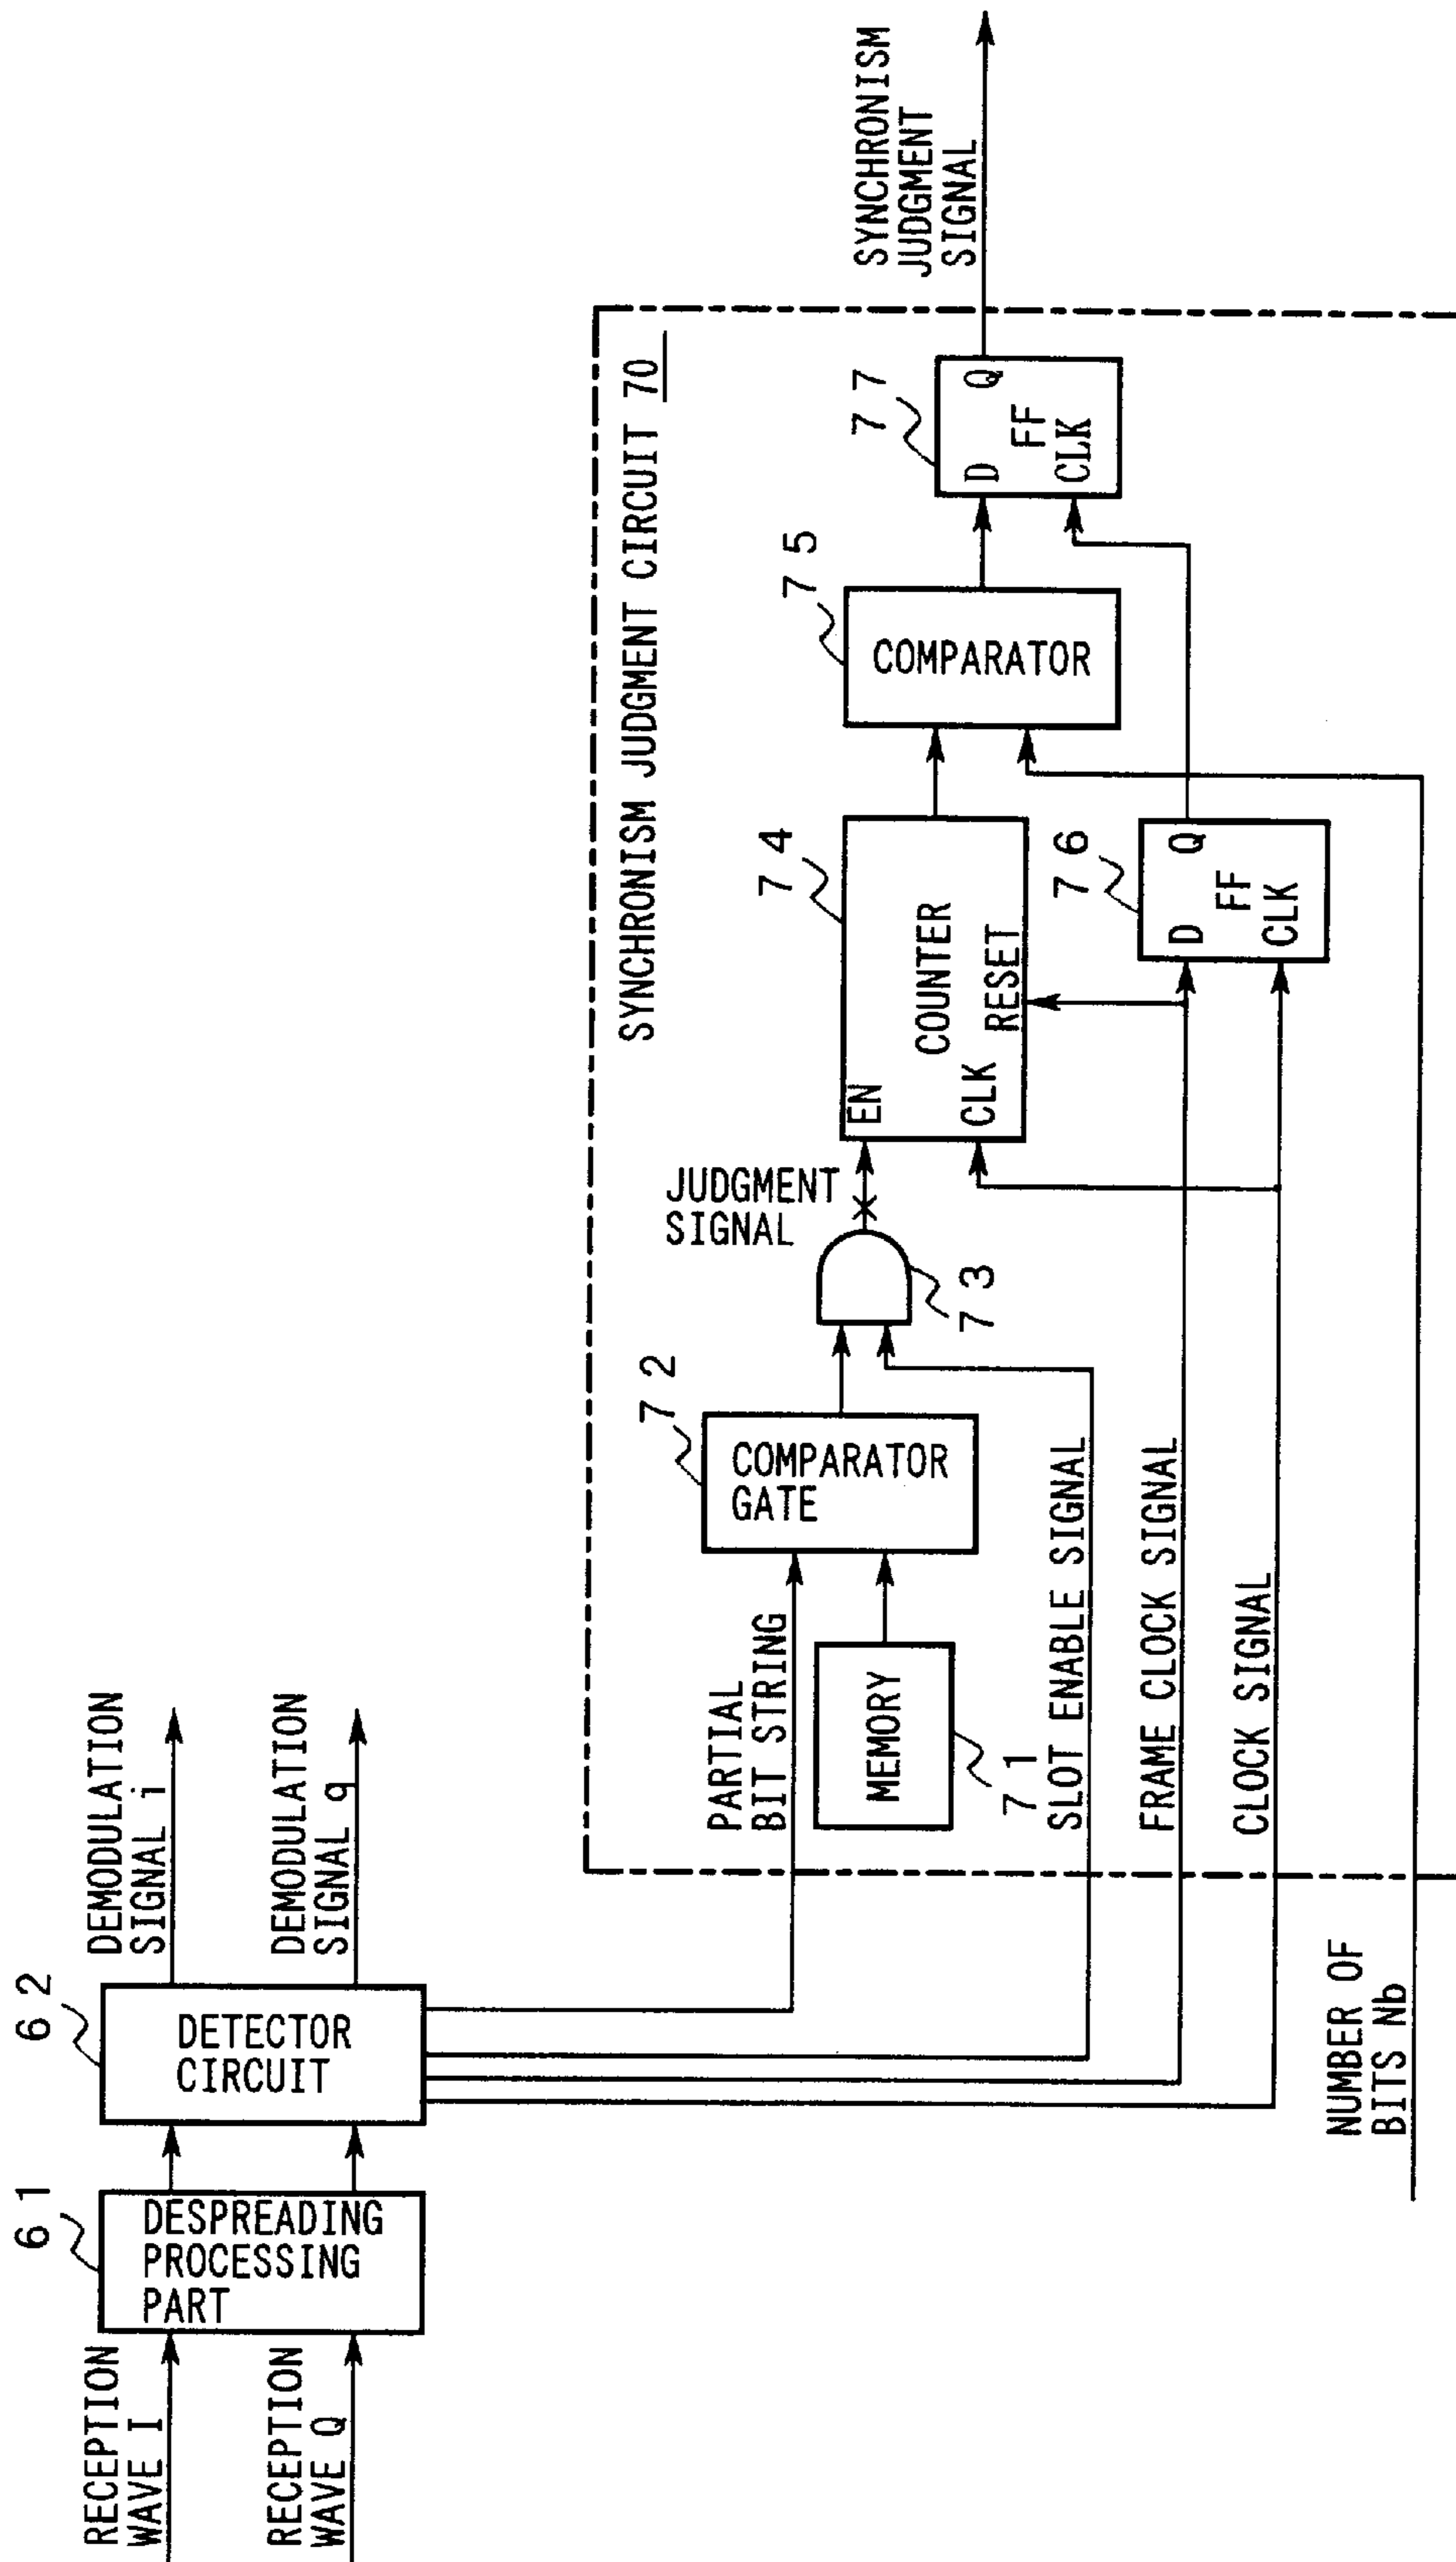 RECEPTION
WAVE I
RECEPTION
WAVE Q
61
DESPREADING
PROCESSING
PART
62
DETECTOR
CIRCUIT
DEMODULATION
SIGNAL i
DEMODULATION
SIGNAL q
SYNCHRONISM JUDGMENT CIRCUIT 70
PARTIAL
BIT STRING
MEMORY
71
72
COMPARATOR
GATE
73
JUDGMENT
SIGNAL
74
EN
COUNTER
CLK
RESET
75
COMPARATOR
76
D
Q
FF
CLK
77
D
Q
FF
CLK
SYNCHRONISM
JUDGMENT
SIGNAL
SLOT ENABLE SIGNAL
FRAME CLOCK SIGNAL
CLOCK SIGNAL
NUMBER OF
BITS Nb